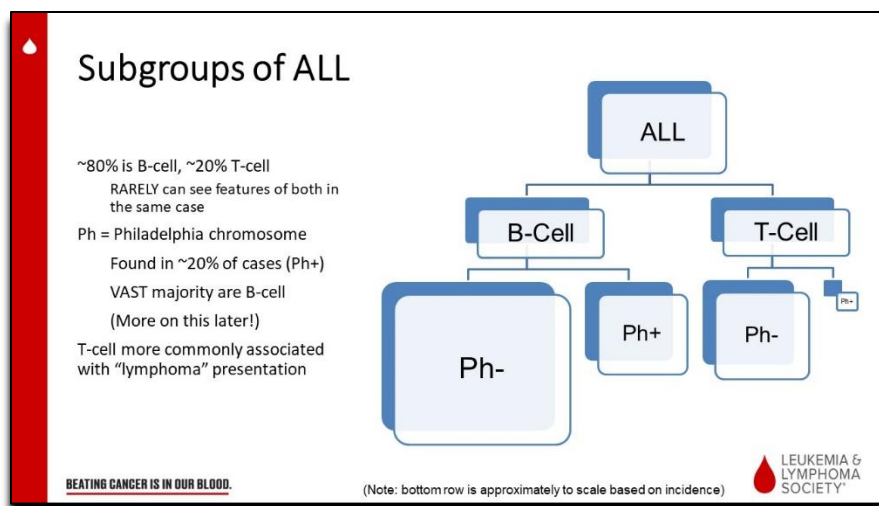 Subgroups of ALL
~80% is B-cell, ~20% T-cell
RARELY can see features of both in
the same case
Ph = Philadelphia chromosome
Found in ~20% of cases (Ph+)
VAST majority are B-cell
(More on this later!)
T-cell more commonly associated
with “lymphoma” presentation
ALL
B-Cell
T-Cell
Ph-
Ph+
Ph-
Ph+
BEATING CANCER IS IN OUR BLOOD.
(Note: bottom row is approximately to scale based on incidence)
LEUKEMIA &
LYMPHOMA
SOCIETY®